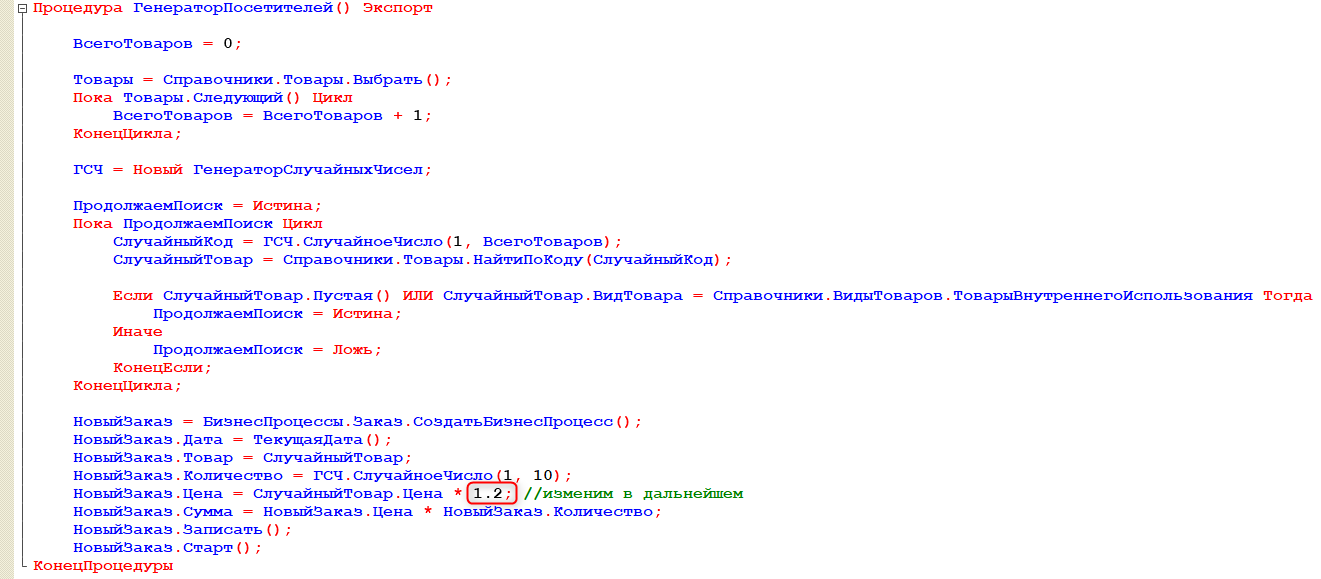 Процедура ГенераторПосетителей() Экспорт
ВсегоТоваров = 0;
Товары = Справочники.Товары.Выбрать();
Пока Товары.Следующий() Цикл
ВсегоТоваров = ВсегоТоваров + 1;
КонецЦикла;
ГСЧ = Новый ГенераторСлучайныхЧисел;
ПродолжаемПоиск = Истина;
Пока ПродолжаемПоиск Цикл
СлучайныйКод = ГСЧ.СлучайноеЧисло(1, ВсегоТоваров);
СлучайныйТовар = Справочники.Товары.НайтиПоКоду(СлучайныйКод);
Если СлучайныйТовар.Пустая() ИЛИ СлучайныйТовар.ВидТовара = Справочники.ВидыТоваров.ТоварыВнутреннегоИспользования Тогда
ПродолжаемПоиск = Истина;
Иначе
ПродолжаемПоиск = Ложь;
КонецЕсли;
КонецЦикла;
НовыйЗаказ = БизнесПроцессы.Заказ.СоздатьБизнесПроцесс();
НовыйЗаказ.Дата = ТекущаяДата();
НовыйЗаказ.Товар = СлучайныйТовар;
НовыйЗаказ.Количество = ГСЧ.СлучайноеЧисло(1, 10);
НовыйЗаказ.Цена = СлучайныйТовар.Цена * 1.2; //изменим в дальнейшем
НовыйЗаказ.Сумма = НовыйЗаказ.Цена * НовыйЗаказ.Количество;
НовыйЗаказ.Записать();
НовыйЗаказ.Старт();
КонецПроцедуры